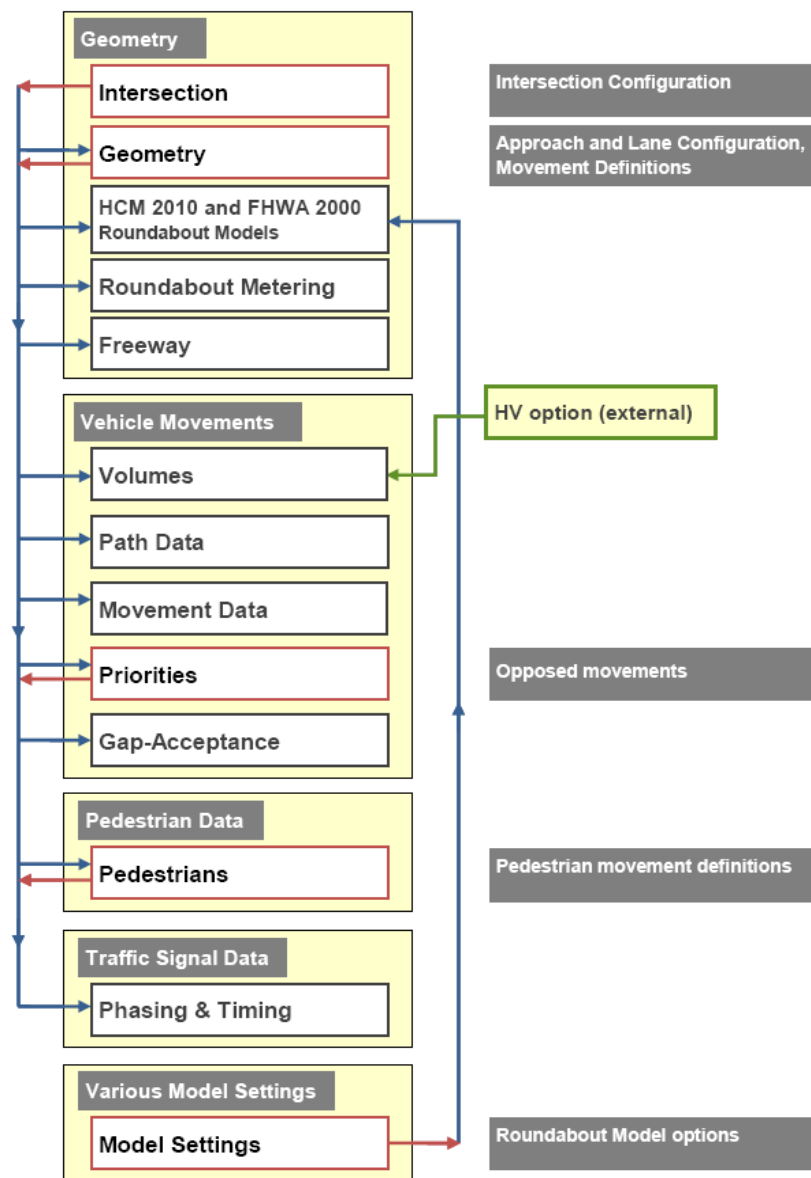 Geometry
Intersection
Intersection Configuration
Geometry
Approach and Lane Configuration,
Movement Definitions
HCM 2010 and FHWA 2000
Roundabout Models
Roundabout Metering
Freeway
HV option (external)
Vehicle Movements
Volumes
Path Data
Movement Data
Priorities
Opposed movements
Gap-Acceptance
Pedestrian Data
Pedestrians
Pedestrian movement definitions
Traffic Signal Data
Phasing & Timing
Various Model Settings
Model Settings
Roundabout Model options